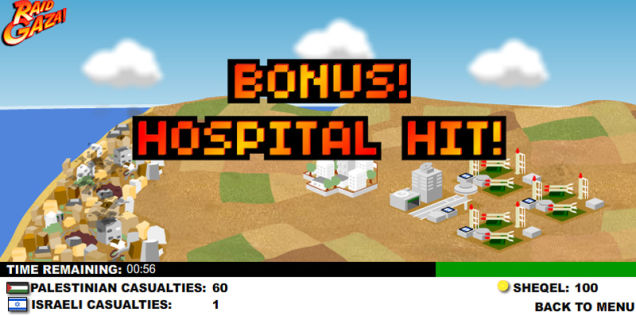 RAID
GAZA!
BONUS!
HOSPITAL HIT!
TIME REMAINING: 00:56
PALESTINIAN CASUALTIES: 60
SHEQEL: 100
ISRAELI CASUALTIES: 1
BACK TO MENU